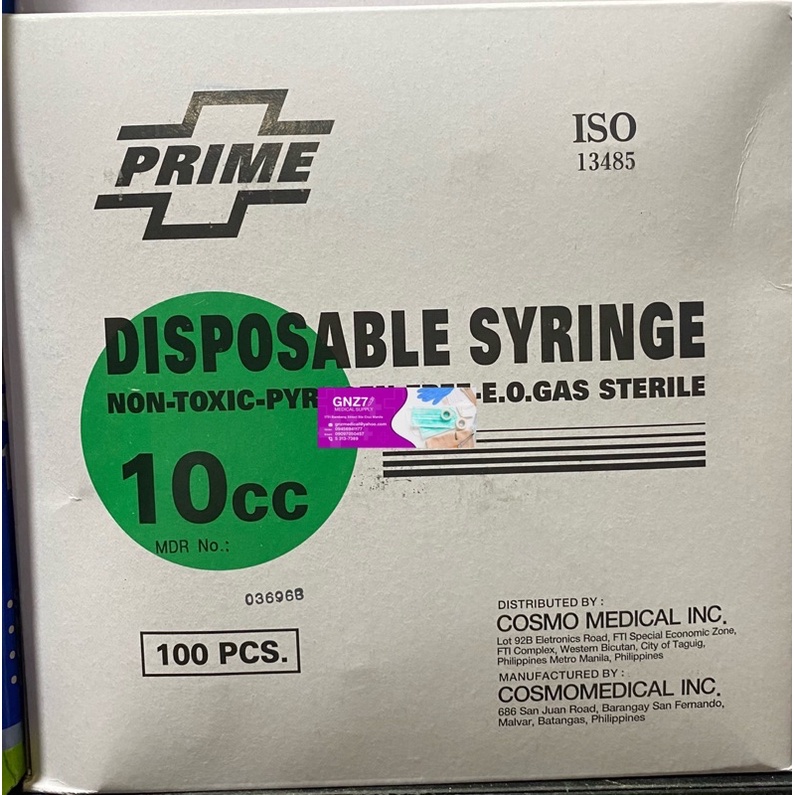 PRIME
ISO
13485
DISPOSABLE SYRINGE
NON-TOXIC-PYR
E.O.GAS STERILE
GNZ7
MEDICAL SUPPLY
10cc
MDR No.:
03696B
100 PCS.
DISTRIBUTED BY :
COSMO MEDICAL INC.
Lot 92B Eletronics Road, FTI Special Economic Zone,
FTI Complex, Western Bicutan, City of Taguig,
Philippines Metro Manila, Philippines
MANUFACTURED BY :
COSMOMEDICAL INC.
686 San Juan Road, Barangay San Fernando,
Malvar, Batangas, Philippines